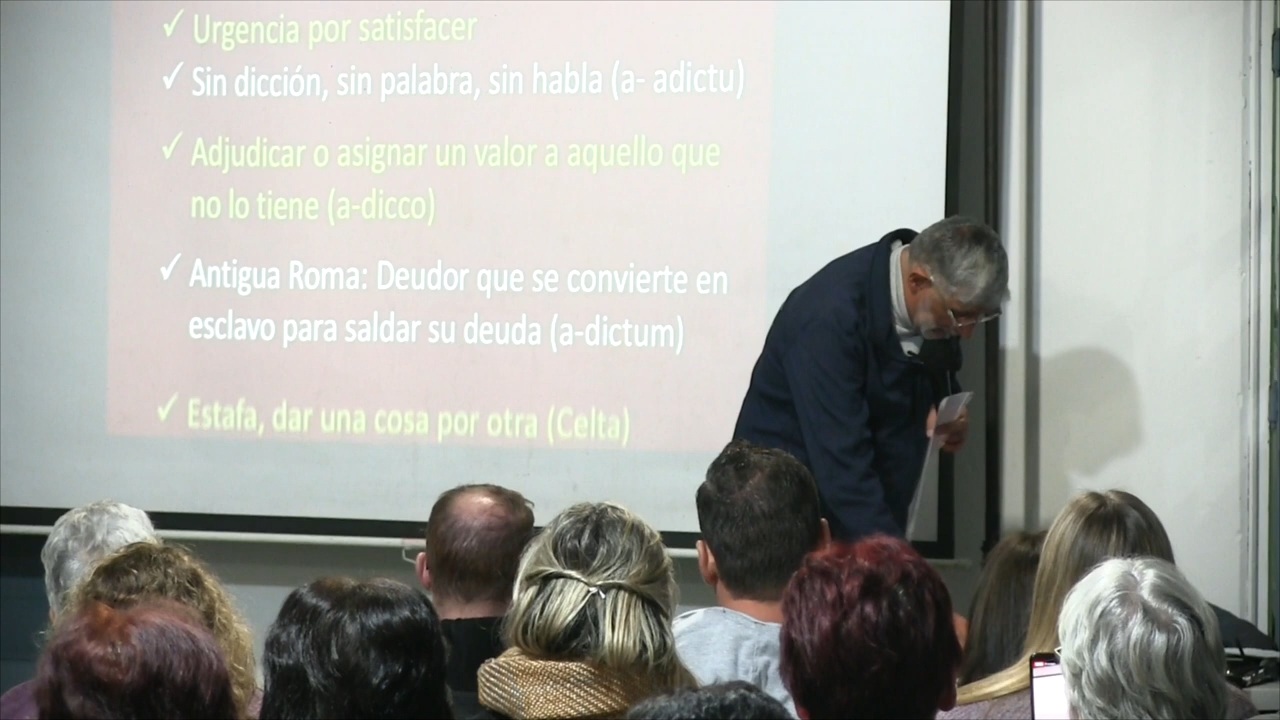 ✓ Urgencia por satisfacer
✓ Sin dicción, sin palabra, sin habla (a- adictu)
✓ Adjudicar o asignar un valor a aquello que
no lo tiene (a-dicco)
✓ Antigua Roma: Deudor que se convierte en
esclavo para saldar su deuda (a-dictum)
✓ Estafa, dar una cosa por otra (Celta)